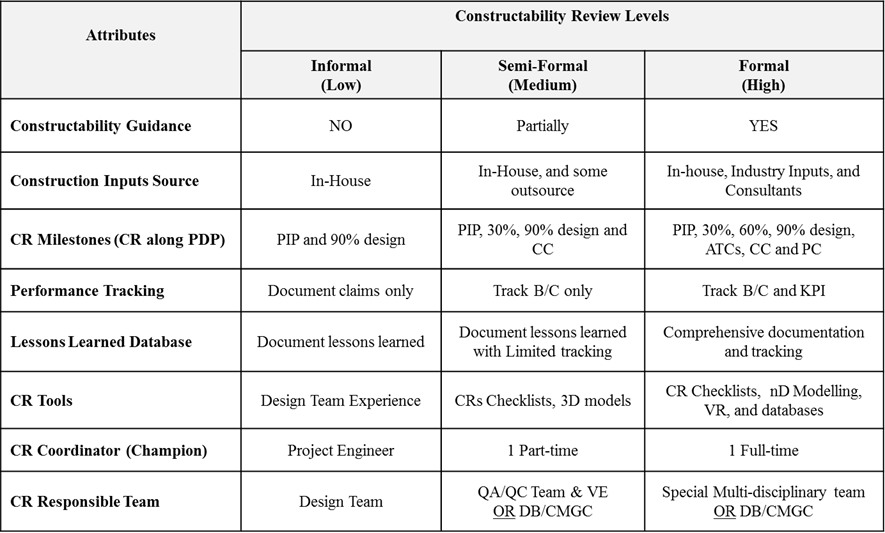 Attributes
Constructability Review Levels
Informal
(Low)
Semi-Formal
(Medium)
Formal
(High)
Constructability Guidance
NO
Partially
YES
Construction Inputs Source
In-House
In-House, and some
outsource
In-house, Industry Inputs, and
Consultants
CR Milestones (CR along PDP)
PIP and 90% design
PIP, 30%, 90% design and
CC
PIP, 30%, 60%, 90% design,
ATCs, CC and PC
Performance Tracking
Document claims only
Track B/C only
Track B/C and KPI
Lessons Learned Database
Document lessons learned
Document lessons learned
with Limited tracking
Comprehensive documentation
and tracking
CR Tools
Design Team Experience
CRs Checklists, 3D models
CR Checklists, nD Modelling,
VR, and databases
CR Coordinator (Champion)
Project Engineer
1 Part-time
1 Full-time
CR Responsible Team
Design Team
QA/QC Team & VE
OR DB/CMGC
Special Multi-disciplinary team
OR DB/CMGC